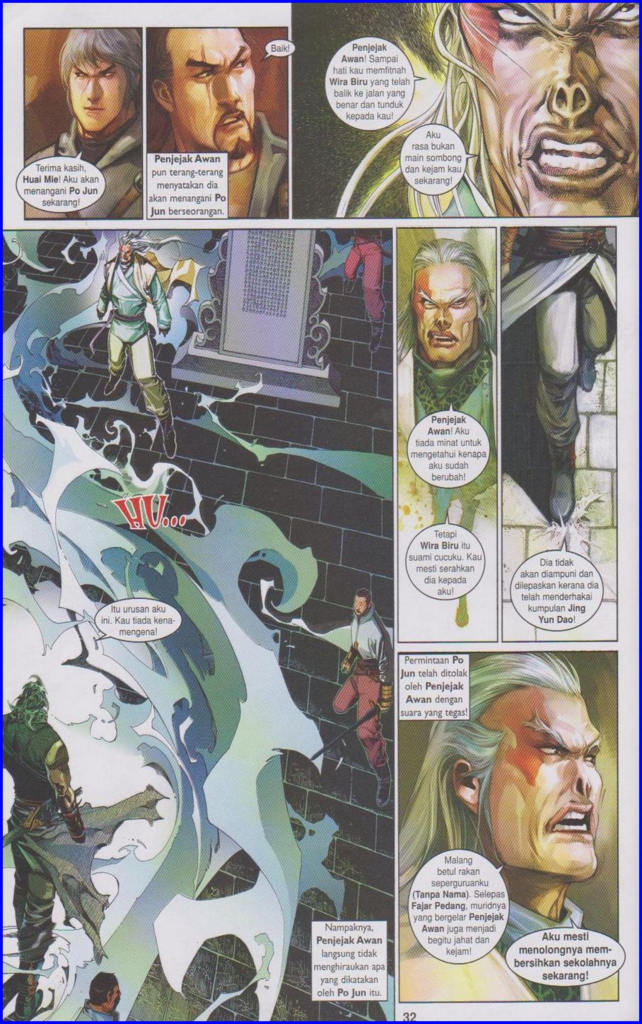 Terima kasih,
Huai Mie! Aku akan
menangani Po Jun
sekarang!
Baik!
Penjejak Awan
pun terang-terang
menyatakan dia
akan menangani Po
Jun berseorangan.
Penjejak
Awan! Sampai
hati kau memfitnah
Wira Biru yang telah
balik ke jalan yang
benar dan tunduk
kepada kau!
Aku
rasa bukan
main sombong
dan kejam kau
sekarang!
HU...
Itu urusan aku
ini. Kau tiada kena-
mengena!
Nampaknya,
Penjejak Awan
langsung tidak
menghiraukan apa
yang dikatakan
oleh Po Jun itu.
Penjejak
Awan! Aku
tiada minat untuk
mengetahui kenapa
aku sudah
berubah!
Tetapi
Wira Biru itu
suami cucuku. Kau
mesti serahkan
dia kepada
aku!
Dia tidak
akan diampuni dan
dilepaskan kerana dia
telah menderhakai
kumpulan Jing
Yun Dao!
Permintaan Po
Jun telah ditolak
oleh Penjejak
Awan dengan
suara yang tegas!
Malang
betul rakan
seperguruanku
(Tanpa Nama). Selepas
Fajar Pedang, muridnya
yang bergelar Penjejak
Awan juga menjadi
begitu jahat dan
kejam!
Aku mesti
menolongnya mem-
bersihkan sekolahnya
sekarang!
32